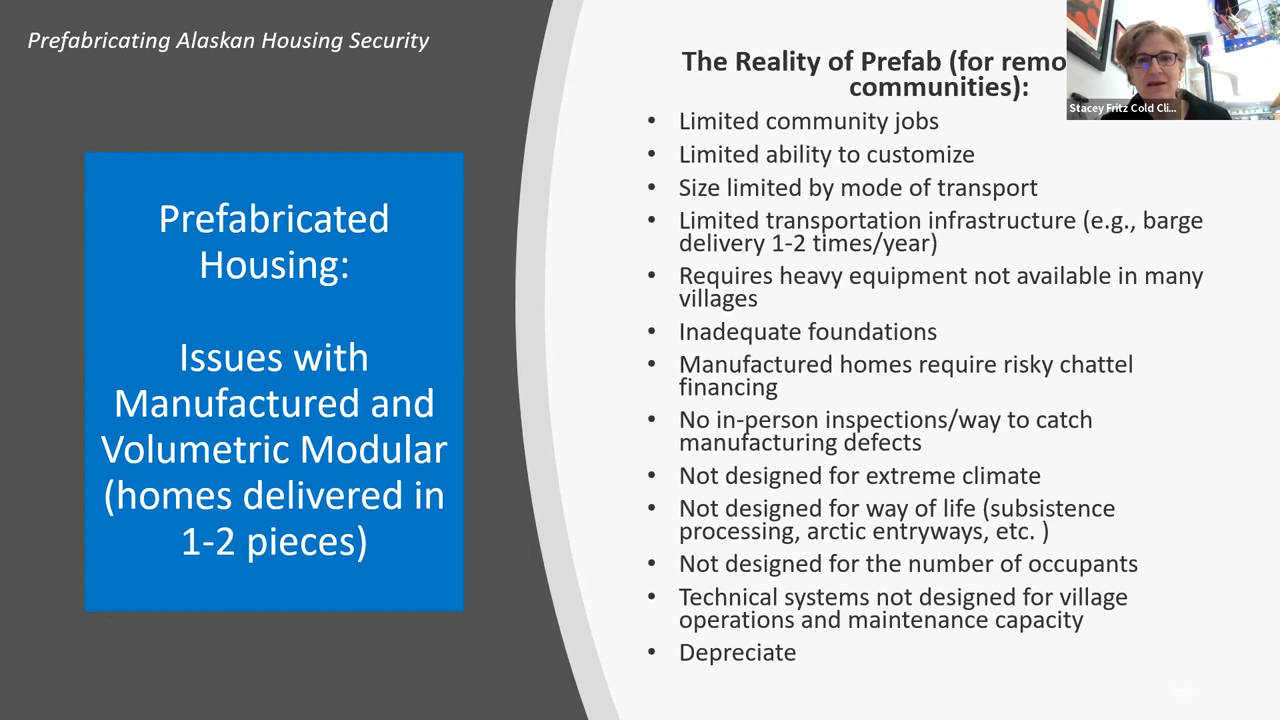 Prefabricating Alaskan Housing Security
Prefabricated
Housing:
Issues with
Manufactured and
Volumetric Modular
(homes delivered in
1-2 pieces)
The Reality of Prefab (for remo
communities):
• Limited community jobs
• Limited ability to customize
• Size limited by mode of transport
• Limited transportation infrastructure (e.g., barge
delivery 1-2 times/year)
• Requires heavy equipment not available in many
villages
• Inadequate foundations
• Manufactured homes require risky chattel
financing
• No in-person inspections/way to catch
manufacturing defects
• Not designed for extreme climate
• Not designed for way of life (subsistence
processing, arctic entryways, etc. )
• Not designed for the number of occupants
• Technical systems not designed for village
operations and maintenance capacity
• Depreciate
Stacey Fritz Cold Cli...